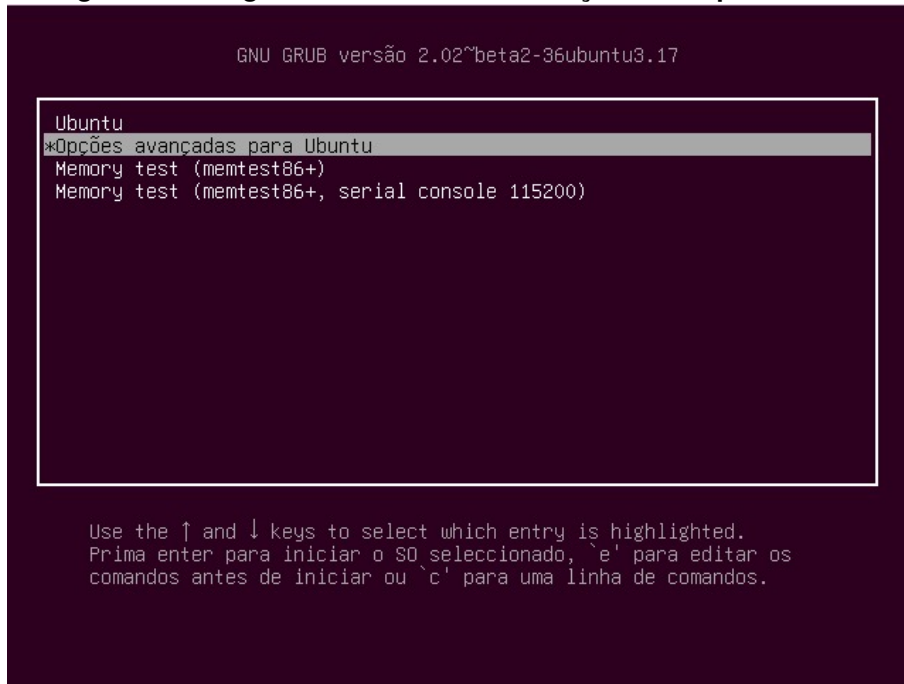 GNU GRUB versão 2.02~beta2-36ubuntu3.17
Ubuntu
*Opções avançadas para Ubuntu
Memory test (memtest86+)
Memory test (memtest86+, serial console 115200)
Use the ↑ and ↓ keys to select which entry is highlighted.
Prima enter para iniciar o SO seleccionado, `e' para editar os
comandos antes de iniciar ou `c' para uma linha de comandos.